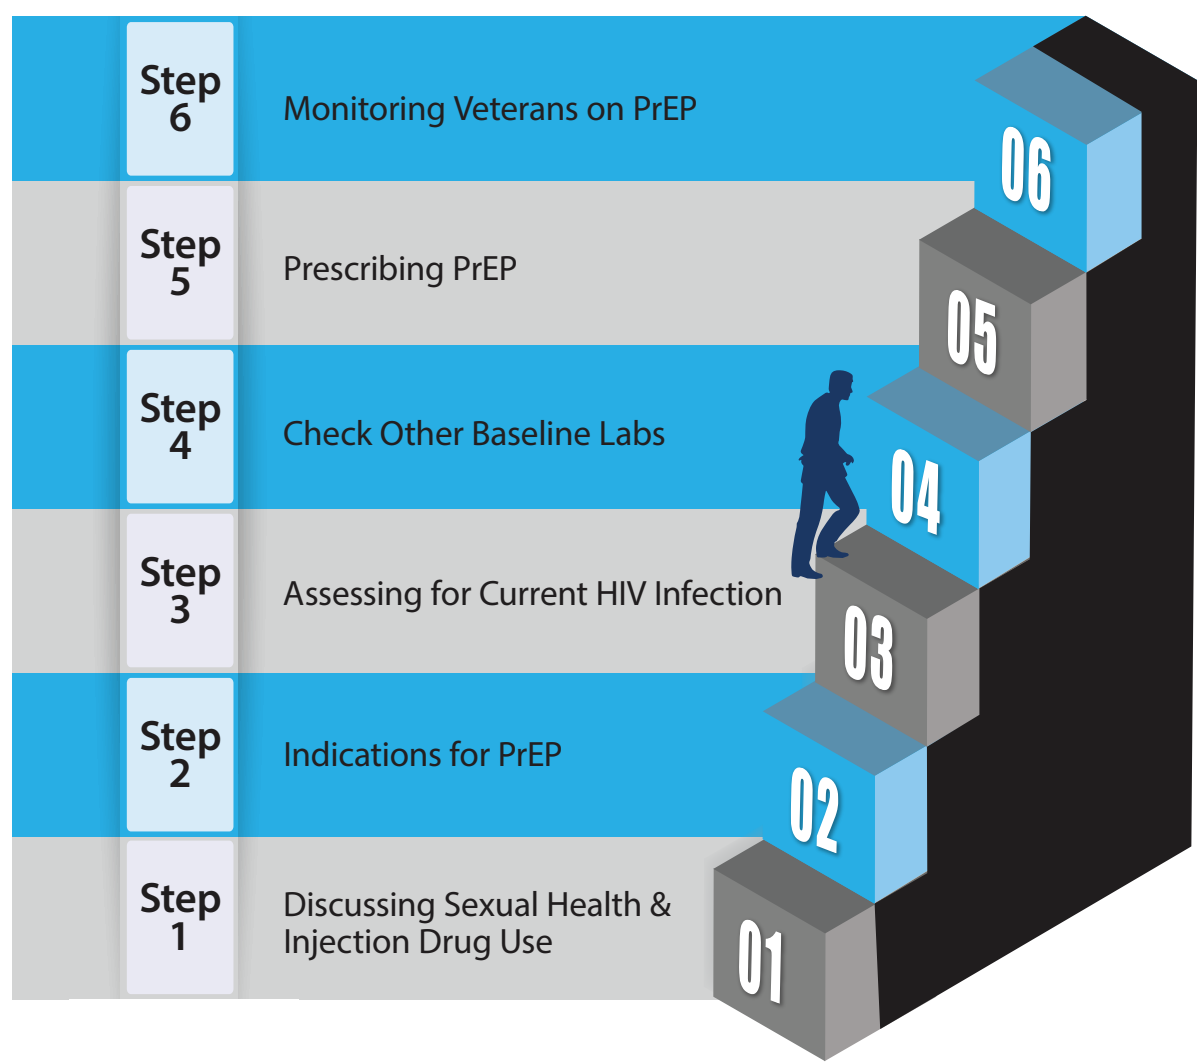 Step
6
Monitoring Veterans on PrEP
06
Step
5
Prescribing PrEP
05
Step
4
Check Other Baseline Labs
04
Step
3
Assessing for Current HIV Infection
03
Step
2
Indications for PrEP
02
Step
1
Discussing Sexual Health &
Injection Drug Use
01